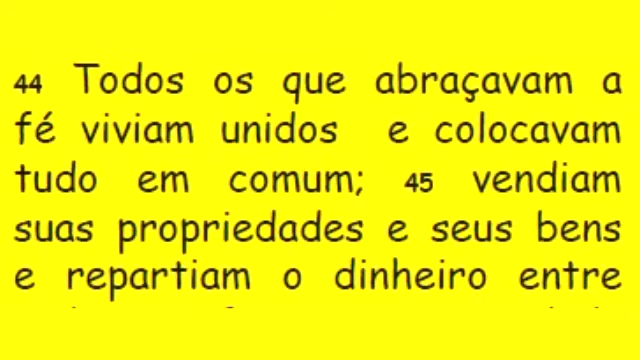 44 Todos os que abraçavam a
fé viviam unidos e colocavam
tudo em comum; 45 vendiam
suas propriedades e seus bens
e repartiam o dinheiro entre